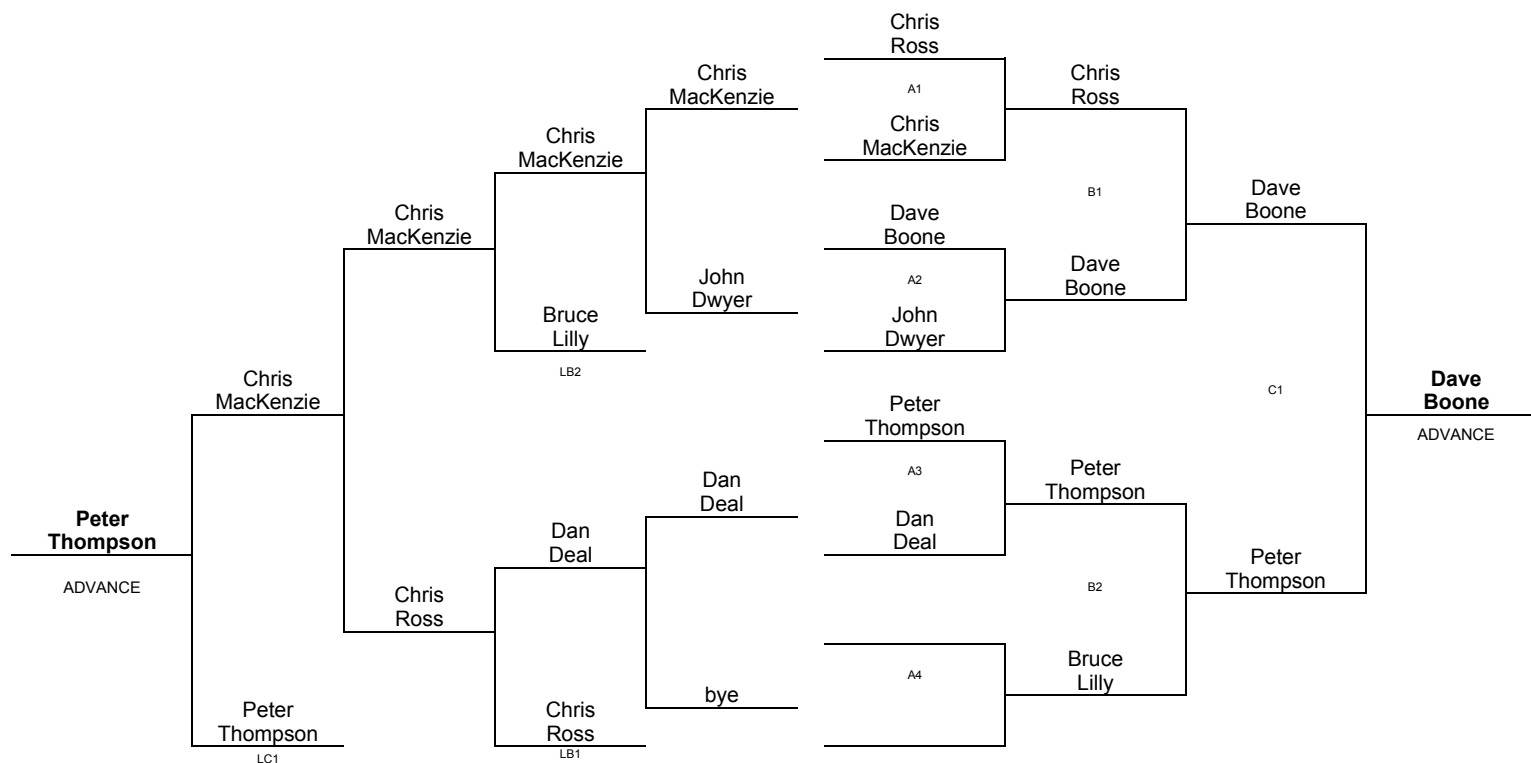 Chris
Ross
Chris
MacKenzie
A1
Chris
Ross
Chris
MacKenzie
Chris
MacKenzie
B1
Dave
Boone
Chris
MacKenzie
Dave
Boone
A2
Dave
Boone
John
Dwyer
Bruce
Lilly
LB2
John
Dwyer
Chris
MacKenzie
C1
Dave
Boone
ADVANCE
Peter
Thompson
A3
Peter
Thompson
Dan
Deal
Peter
Thompson
ADVANCE
Dan
Deal
Dan
Deal
Peter
Thompson
B2
Chris
Ross
A4
Bruce
Lilly
bye
Peter
Thompson
LC1
Chris
Ross
LB1